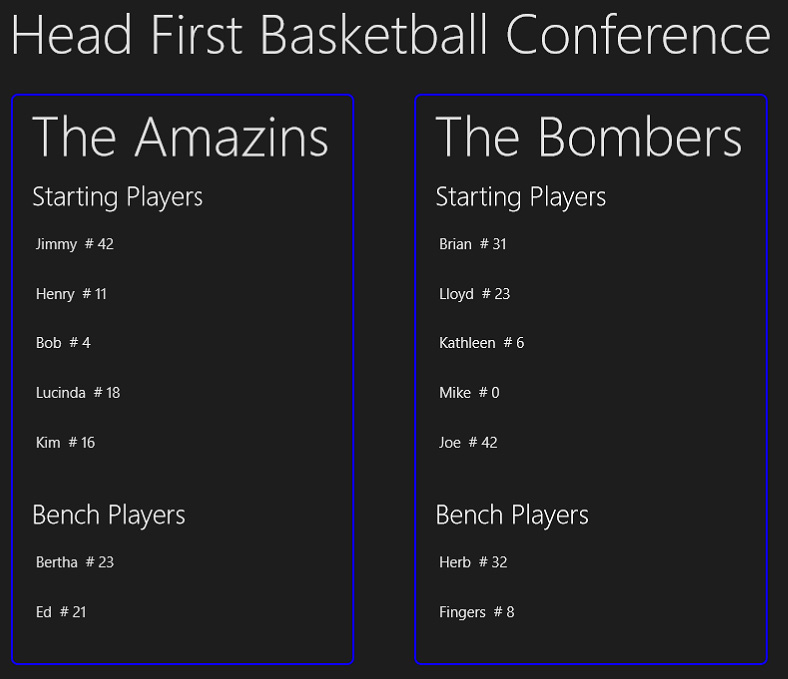 Head First Basketball Conference
The Amazins
Starting Players
Jimmy # 42
Henry # 11
Bob # 4
Lucinda # 18
Kim # 16
Bench Players
Bertha # 23
Ed # 21
The Bombers
Starting Players
Brian # 31
Lloyd # 23
Kathleen # 6
Mike # 0
Joe # 42
Bench Players
Herb # 32
Fingers # 8